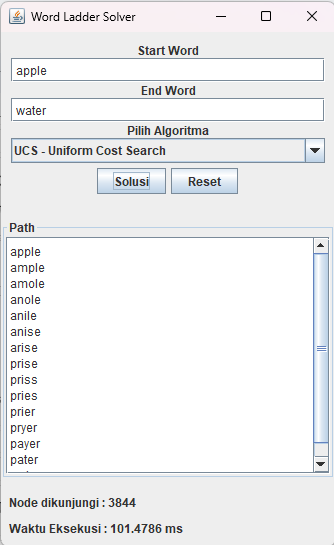 Word Ladder Solver
Start Word
apple
End Word
water
Pilih Algoritma
UCS - Uniform Cost Search
Solusi Reset
Path
apple
ample
amole
anole
anile
anise
arise
prise
priss
pries
prier
pryer
payer
pater
Node dikunjungi : 3844
Waktu Eksekusi : 101.4786 ms